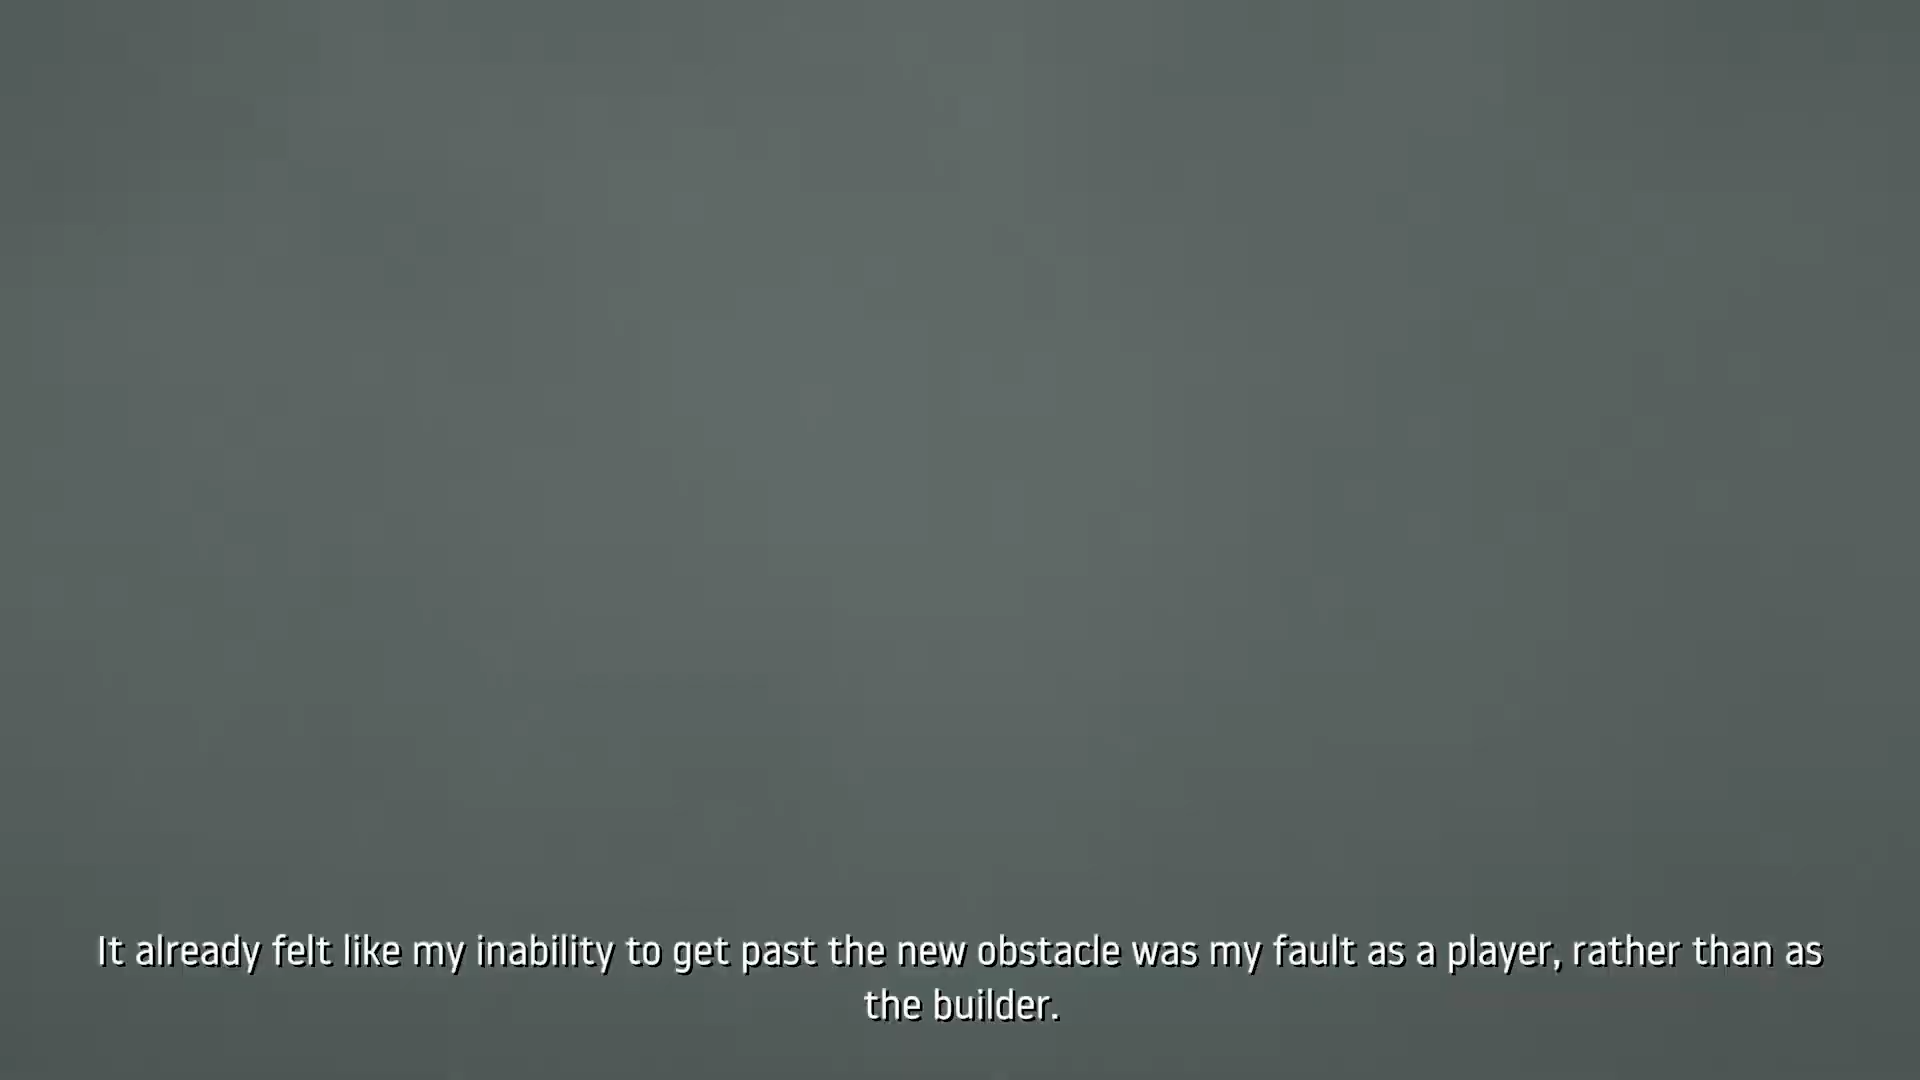 It already felt like my inability to get past the new obstacle was my fault as a player, rather than as
the builder.